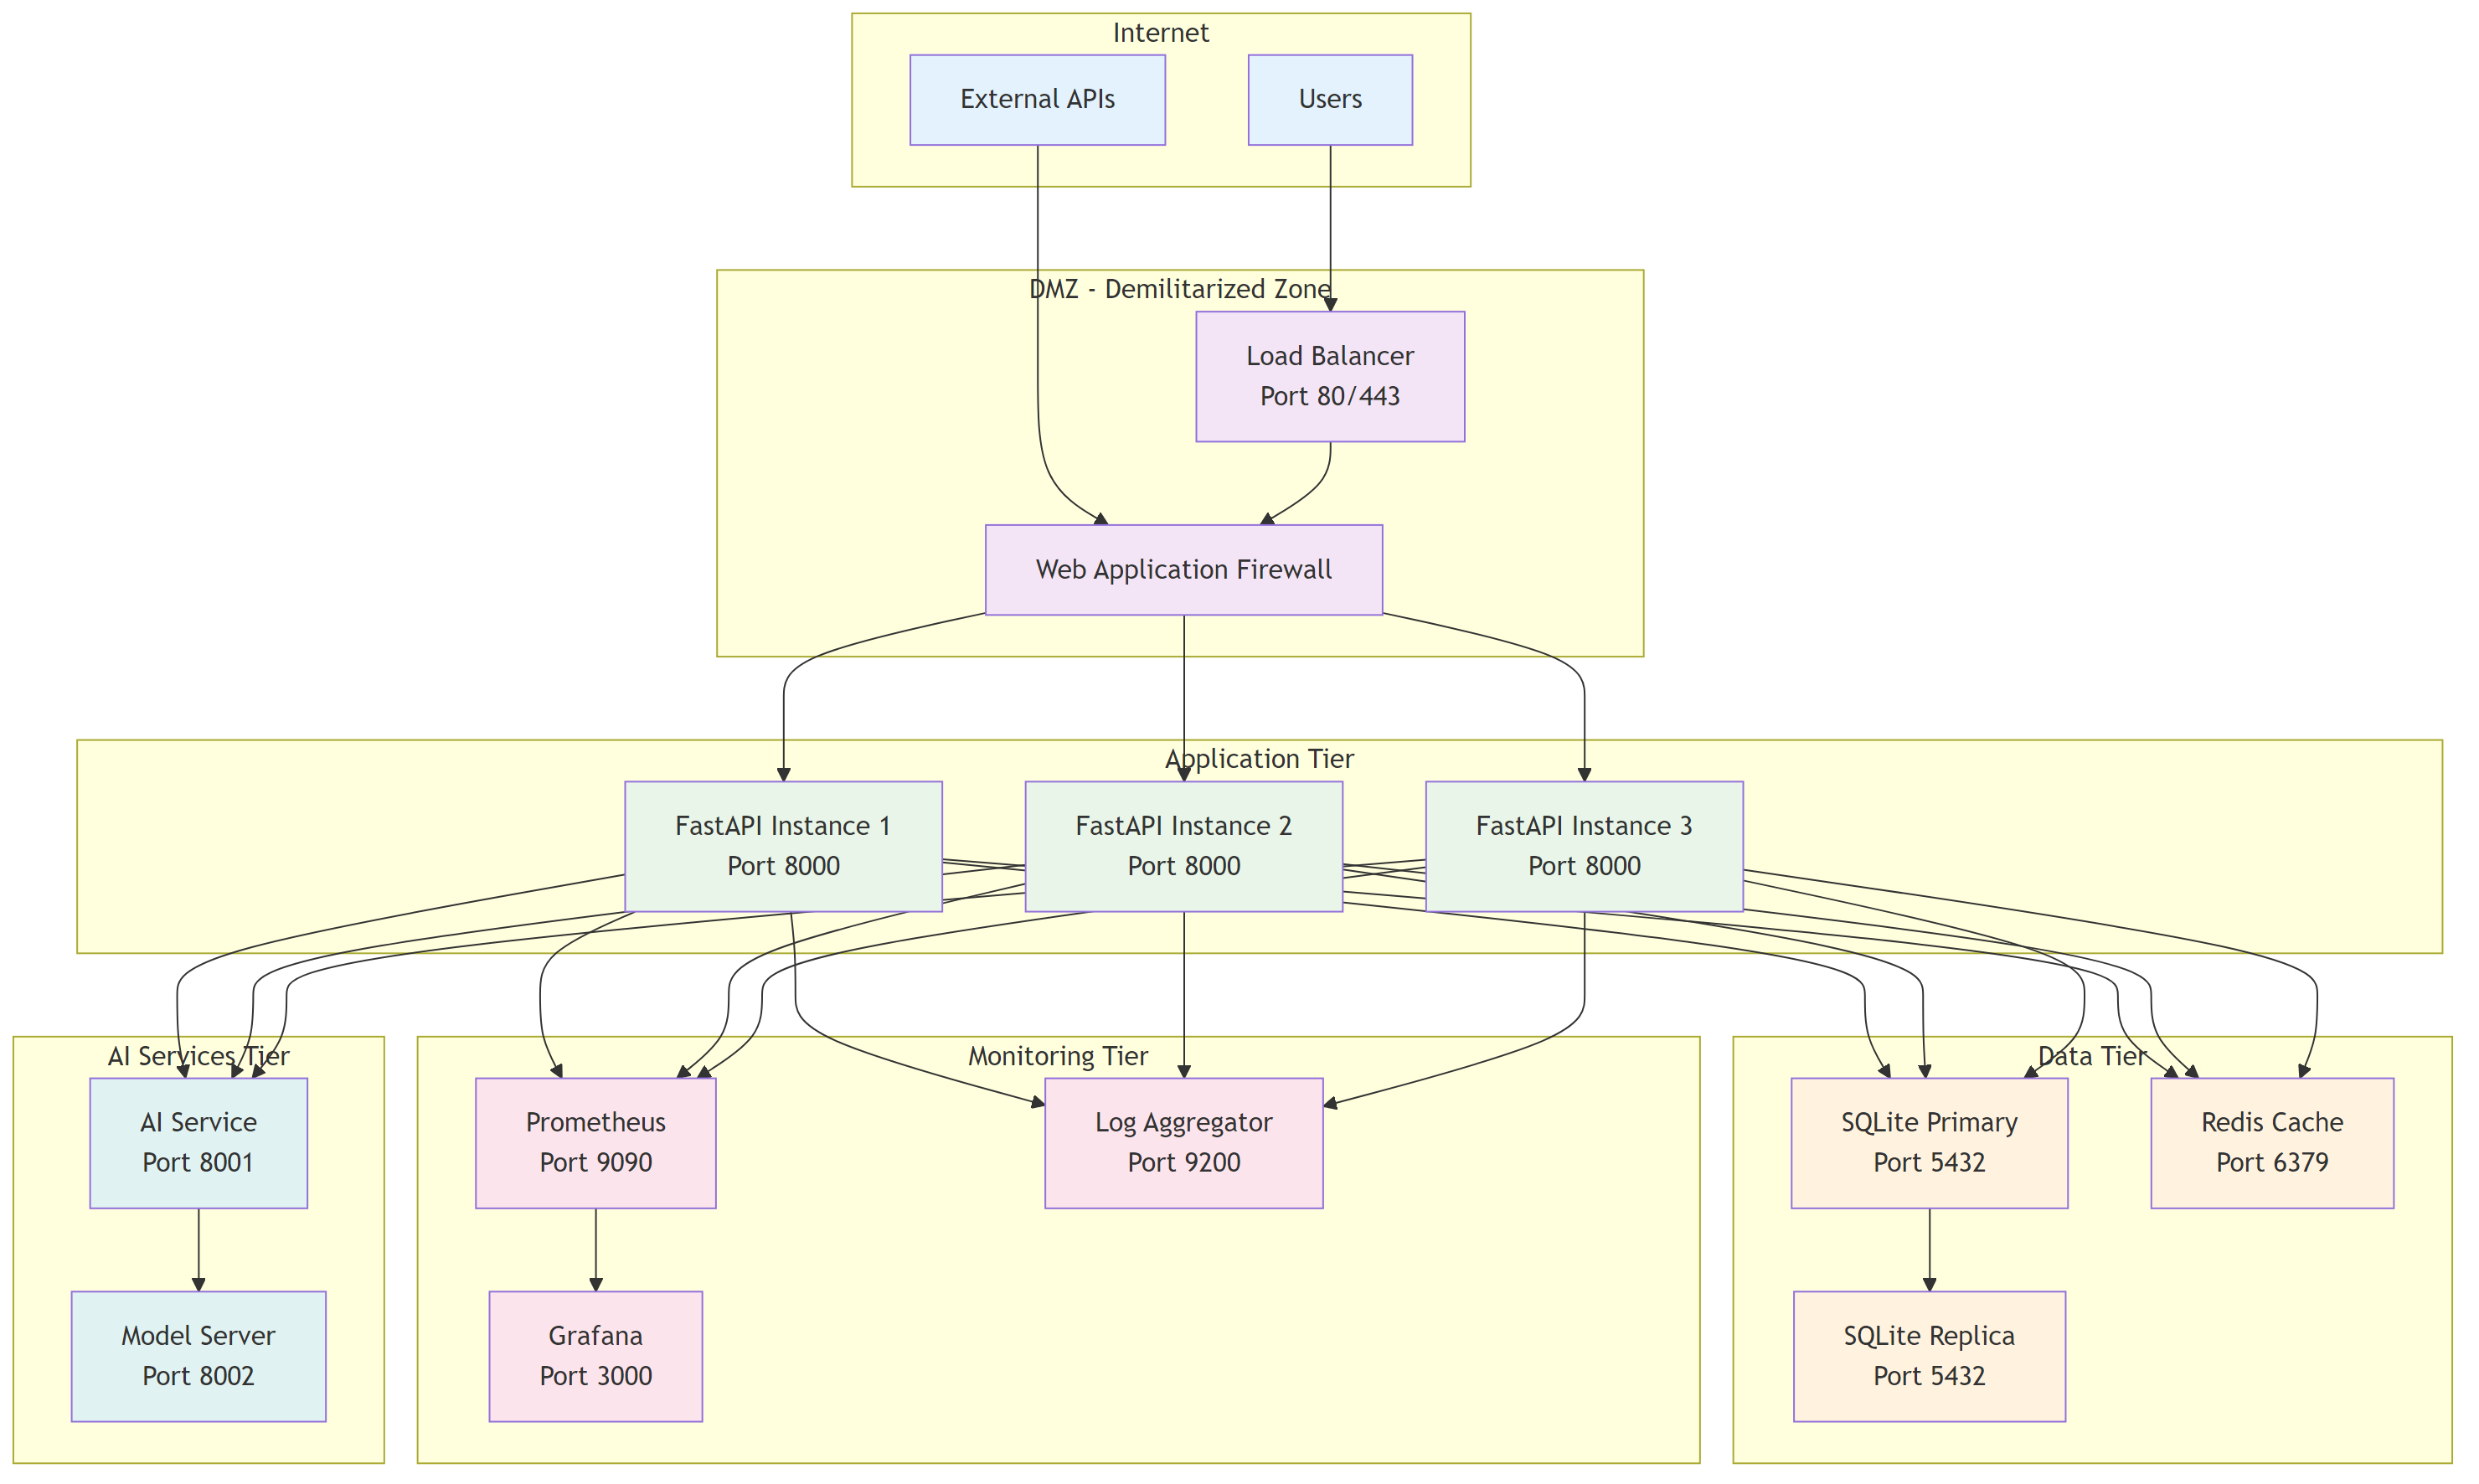 Internet
External APIs
Users
DMZ - Demilitarized Zone
Load Balancer
Port 80/443
Web Application Firewall
Application Tier
FastAPI Instance 1
Port 8000
FastAPI Instance 2
Port 8000
FastAPI Instance 3
Port 8000
AI Services Tier
AI Service
Port 8001
Model Server
Port 8002
Monitoring Tier
Prometheus
Port 9090
Log Aggregator
Port 9200
Grafana
Port 3000
Data Tier
SQLite Primary
Port 5432
Redis Cache
Port 6379
SQLite Replica
Port 5432